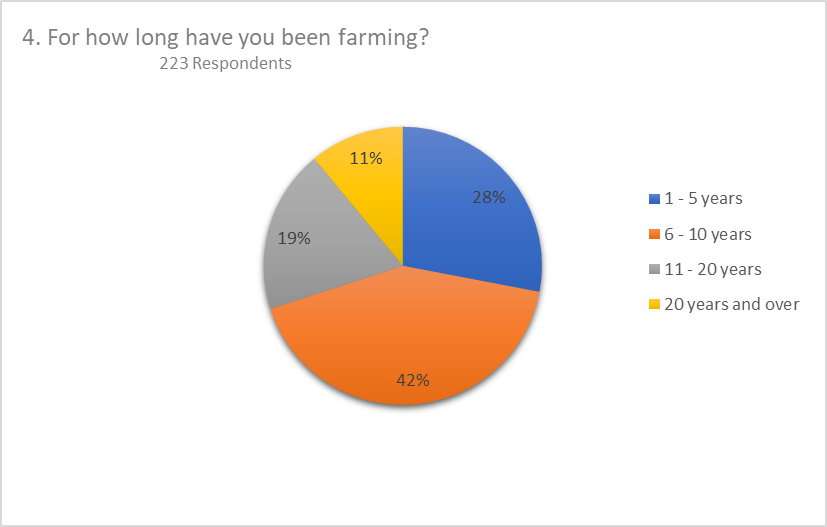 4. For how long have you been farming?
223 Respondents
11%
28%
19%
42%
1 - 5 years
6 - 10 years
11 - 20 years
20 years and over